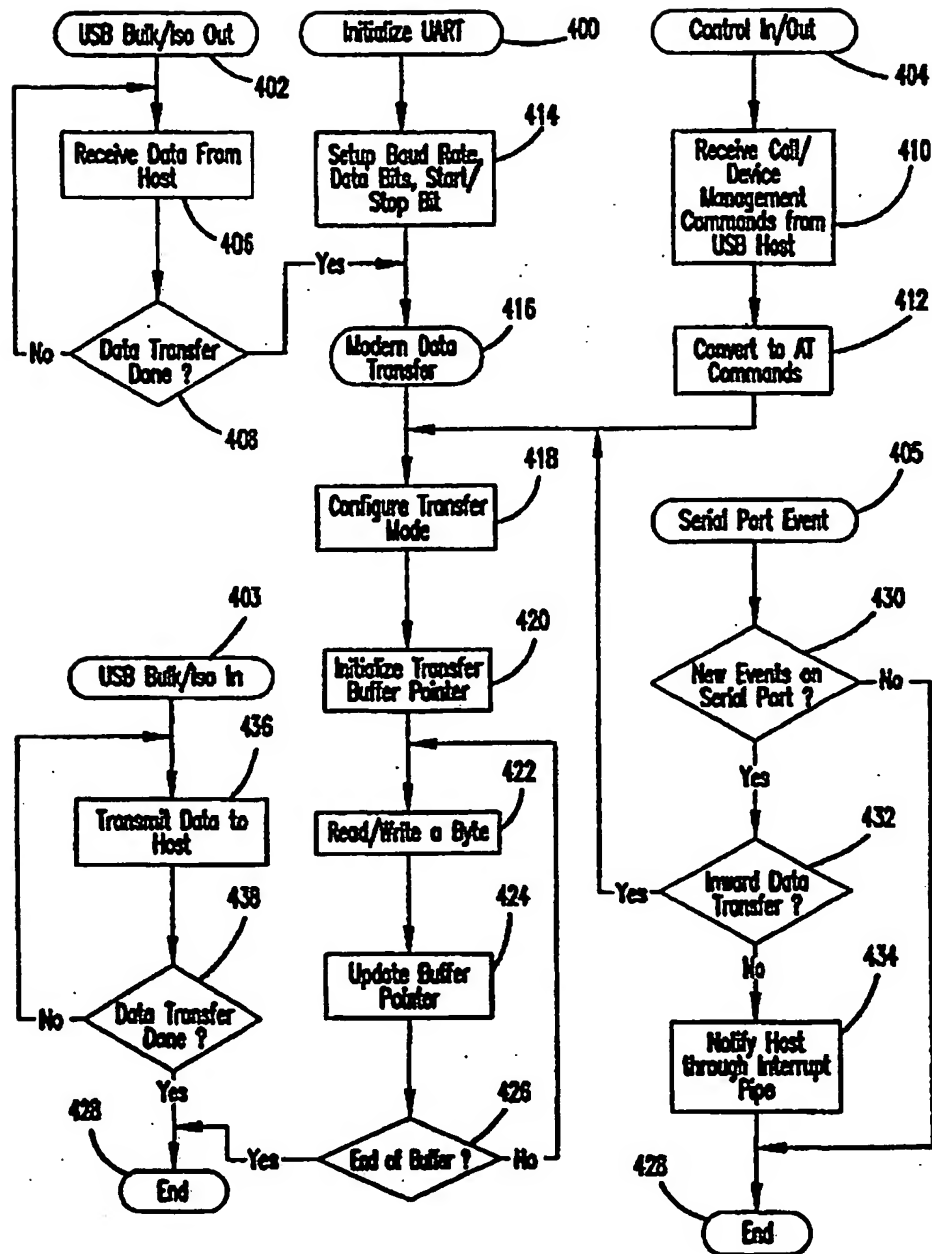 USB Bulk/Iso Out
402
Receive Data From
Host
406
No
Data Transfer
Done ?
408
Yes
Initialize UART
400
414
Setup Baud Rate,
Data Bits, Start/
Stop Bit
416
Modern Data
Transfer
418
Configure Transfer
Mode
420
Initialize Transfer
Buffer Pointer
422
Read/Write a Byte
424
Update Buffer
Pointer
426
End of Buffer ?
Yes
No
Control In/Out
404
Receive Call/
Device
Management
Commands from
USB Host
410
412
Convert to AT
Commands
405
Serial Port Event
430
New Events on
Serial Port ?
No
Yes
432
Inward Data
Transfer ?
Yes
No
434
Notify Host
through Interrupt
Pipe
428
End
403
USB Bulk/Iso In
436
Transmit Data to
Host
438
Data Transfer
Done ?
No
Yes
428
End